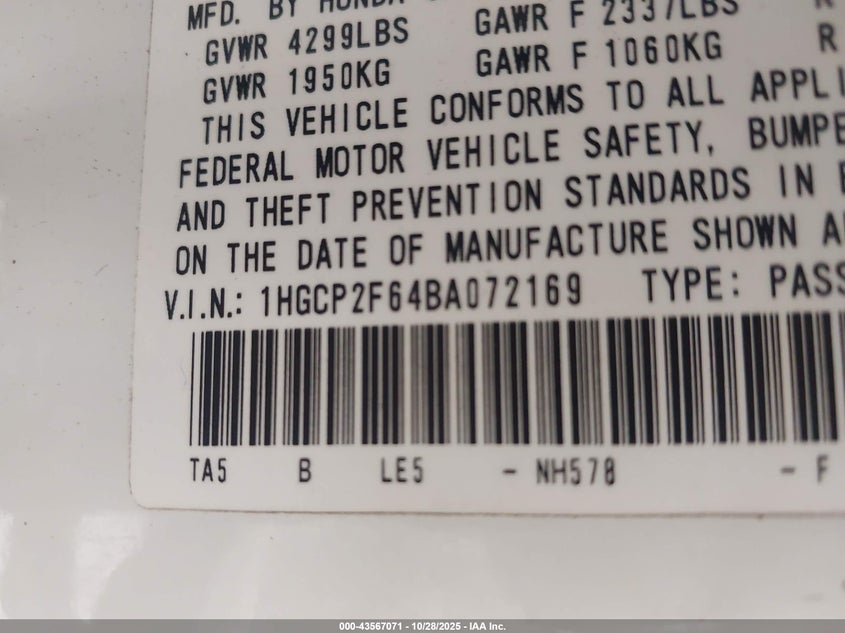 MFD. BY HONDA
GVWR 4299LBS GAWR F 2337LBS
GVWR 1950KG GAWR F 1060KG R
THIS VEHICLE CONFORMS TO ALL APPLI
FEDERAL MOTOR VEHICLE SAFETY, BUMPE
AND THEFT PREVENTION STANDARDS IN
ON THE DATE OF MANUFACTURE SHOWN A
V.I.N.: 1HGCP2F64BA072169 TYPE: PASS
TA5 B LE5 - NH578 - F
000-43567071 | 10/28/2025 - IAA Inc.